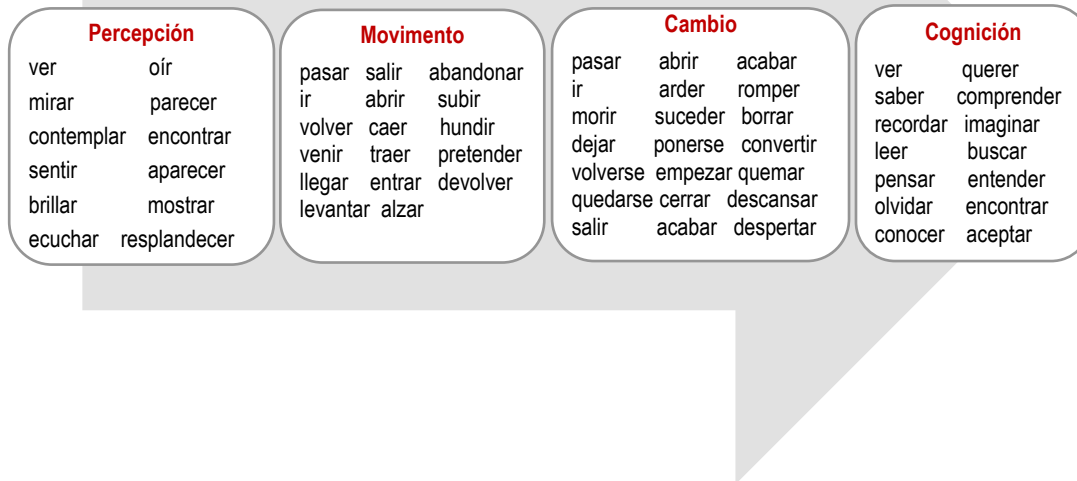 Percepción
ver oír
mirar parecer
contemplar encontrar
sentir aparecer
brillar mostrar
ecuchar resplandecer
Movimento
pasar salir abandonar
ir abrir subir
volver caer hundir
venir traer pretender
llegar entrar devolver
levantar alzar
Cambio
pasar abrir acabar
ir arder romper
morir suceder borrar
dejar ponerse convertir
volverse empezar quemar
quedarse cerrar descansar
salir acabar despertar
Cognición
ver querer
saber comprender
recordar imaginar
leer buscar
pensar entender
olvidar encontrar
conocer aceptar